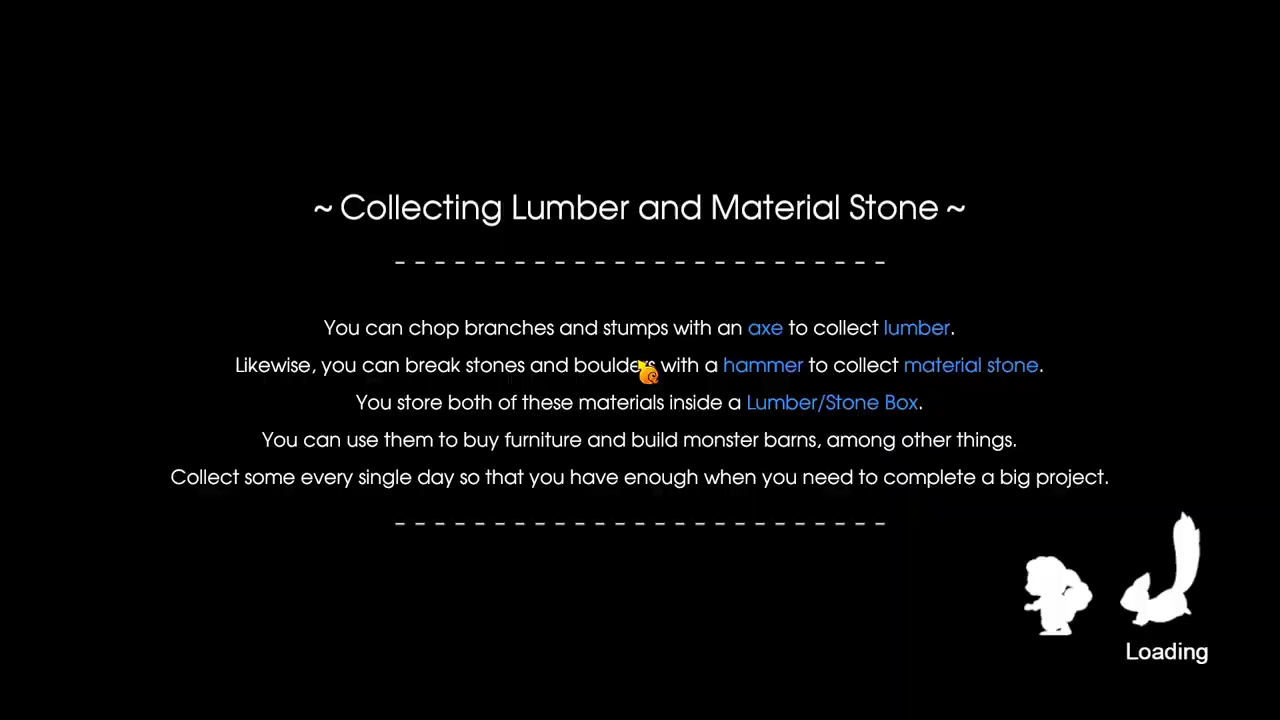 ~ Collecting Lumber and Material Stone ~
You can chop branches and stumps with an axe to collect lumber.
Likewise, you can break stones and boulders with a hammer to collect material stone.
You store both of these materials inside a Lumber/Stone Box.
You can use them to buy furniture and build monster barns, among other things.
Collect some every single day so that you have enough when you need to complete a big project.
Loading